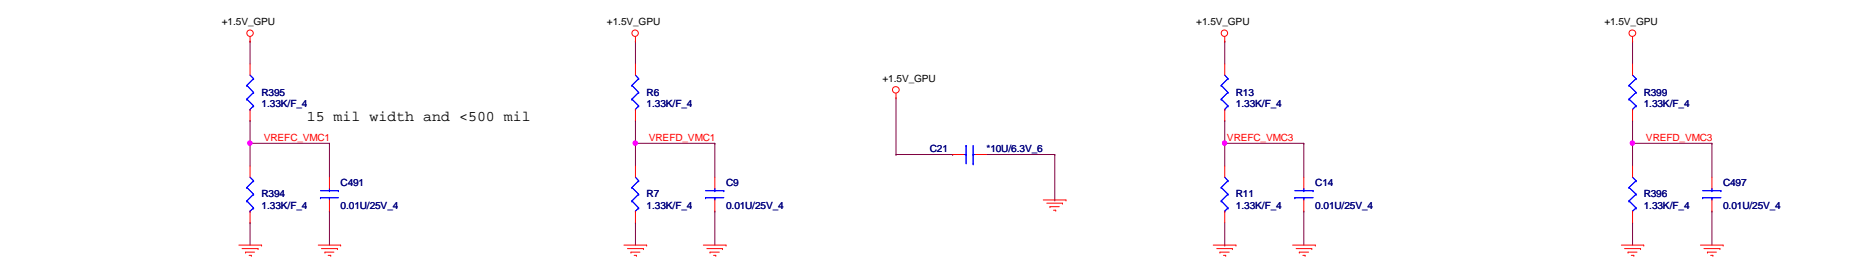 +1.5V_GPU
R395
1.33K/F_4
15 mil width and <500 mil
VREFC_VMC1
R394
1.33K/F_4
C491
0.01U/25V_4
+1.5V_GPU
R6
1.33K/F_4
VREFD_VMC1
R7
1.33K/F_4
C9
0.01U/25V_4
+1.5V_GPU
C21
*10U/6.3V_6
+1.5V_GPU
R13
1.33K/F_4
VREFC_VMC3
R11
1.33K/F_4
C14
0.01U/25V_4
+1.5V_GPU
R399
1.33K/F_4
VREFD_VMC3
R396
1.33K/F_4
C497
0.01U/25V_4